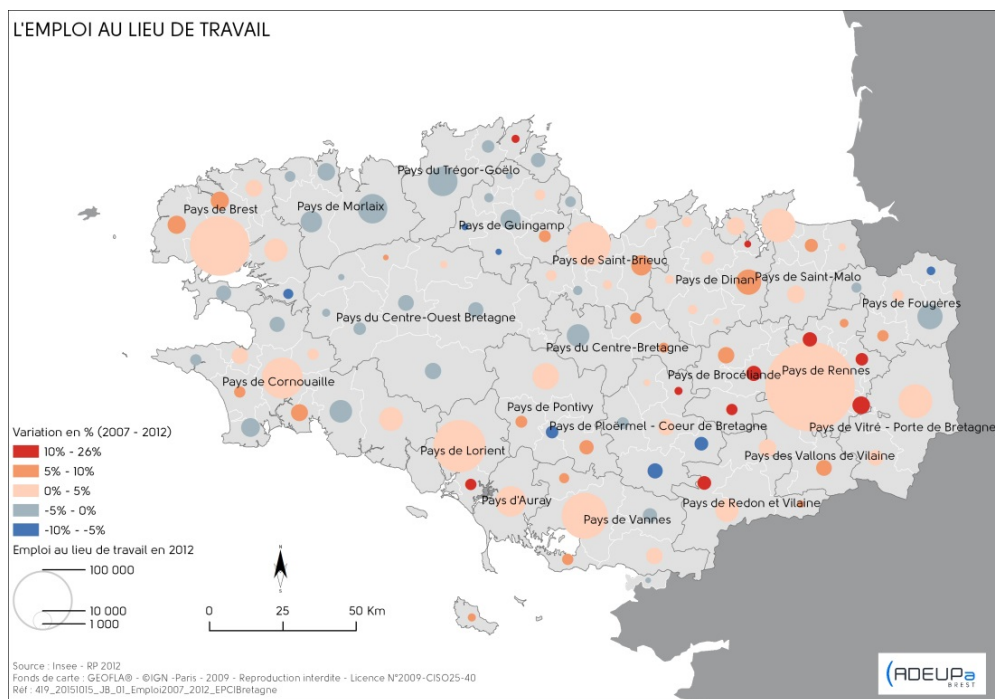 L'EMPLOI AU LIEU DE TRAVAIL
Pays du Trégor-Goëlo
Pays de Brest
Pays de Morlaix
Pays de Guingamp
Pays de Saint-Brieuc
Pays de Dinan
Pays de Saint-Malo
Pays de Fougères
Pays du Centre-Ouest Bretagne
Pays du Centre-Bretagne
Pays de Brocéliande
Pays de Rennes
Pays de Cornouaille
Pays de Pontivy
Pays de Ploermel - Coeur de Bretagne
Pays de Vitré - Porte de Bretagne
Pays de Lorient
Pays des Vallons de Vilaine
Pays d'Auray
Pays de Redon et Vilaine
Pays de Vannes
Variation en % (2007 - 2012)
10% - 26%
5% - 10%
0% - 5%
-5% - 0%
-10% - -5%
Emploi au lieu de travail en 2012
100 000
10 000
1 000
N
S
0 25 50 Km
Source : Insee - RP 2012
Fonds de carte : GEOFLA® - ©IGN -Paris - 2009 - Reproduction interdite - Licence N°2009-CISO25-40
Réf : 419_20151015_JB_01_Emploi2007_2012_EPCIBretagne
ADEUPa
BREST